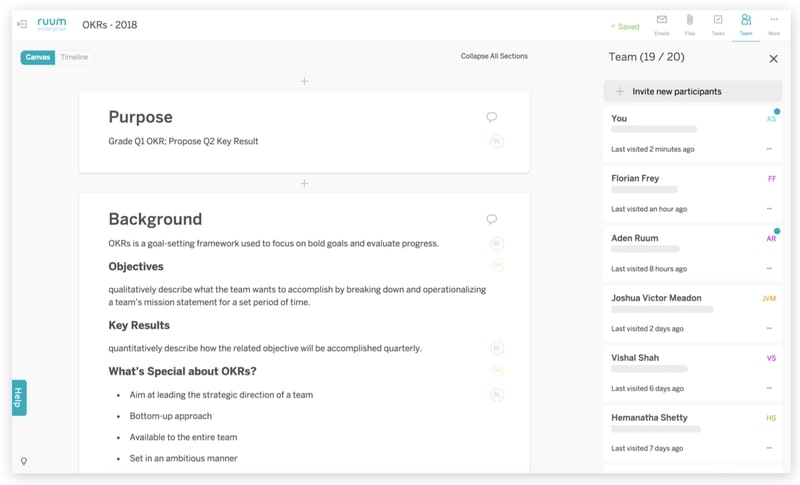 ruum
enterprise
OKRs - 2018
Saved
Emails
Files
Tasks
Team
More
Canvas
Timeline
Collapse All Sections
Purpose
Grade Q1 OKR; Propose Q2 Key Result
BL
Background
OKRs is a goal-setting framework used to focus on bold goals and evaluate progress.
BL
Objectives
qualitatively describe what the team wants to accomplish by breaking down and operationalizing
a team's mission statement for a set period of time.
Key Results
quantitatively describe how the related objective will be accomplished quarterly.
BL
What's Special about OKRs?
• Aim at leading the strategic direction of a team
BL
• Bottom-up approach
• Available to the entire team
• Set in an ambitious manner
Help
Team (19 / 20)
Invite new participants
You
AS
Last visited 2 minutes ago
Florian Frey
FF
Last visited an hour ago
Aden Ruum
AR
Last visited 8 hours ago
Joshua Victor Meadon
JVM
Last visited 2 days ago
Vishal Shah
VS
Last visited 6 days ago
Hemanatha Shetty
HS
Last visited 7 days ago